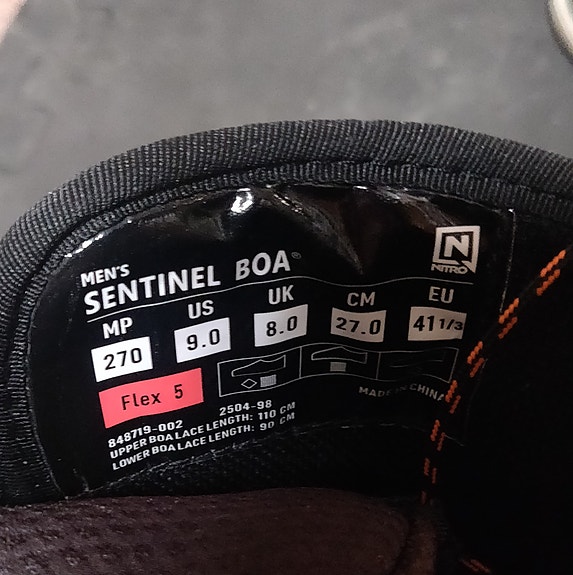 N
NITRO
MEN'S
SENTINEL BOA®
MP US UK CM EU
270 9.0 8.0 27.0 41 1/3
Flex 5
MADE IN CHINA
848719-002 2504-98
UPPER BOA LACE LENGTH: 110 CM
LOWER BOA LACE LENGTH: 90 CM